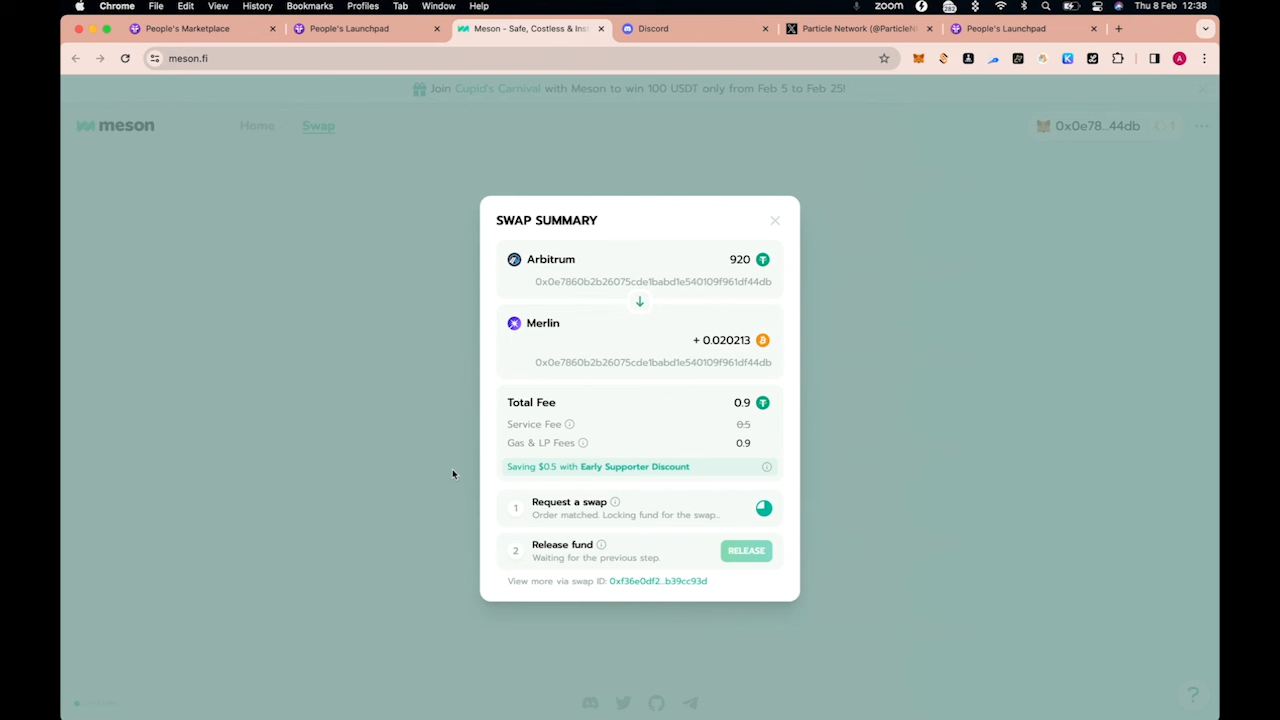 Chrome File Edit View History Bookmarks Profiles Tab Window Help zoom 282 Thu 8 Feb 12:38
People's Marketplace People's Launchpad Meson - Safe, Costless & Ins Discord Particle Network (@ParticleN People's Launchpad
meson.fi A
Join Cupid's Carnival with Meson to win 100 USDT only from Feb 5 to Feb 25!
meson Home Swap 0x0e78..44db 1
SWAP SUMMARY
Arbitrum 920
0x0e7860b2b26075cde1babd1e540109f961df44db
Merlin
+ 0.020213
0x0e7860b2b26075cde1babd1e540109f961df44db
Total Fee 0.9
Service Fee 0.5
Gas & LP Fees 0.9
Saving $0.5 with Early Supporter Discount
1 Request a swap
Order matched. Locking fund for the swap..
2 Release fund RELEASE
Waiting for the previous step.
View more via swap ID: 0xf36e0df2...b39cc93d
?